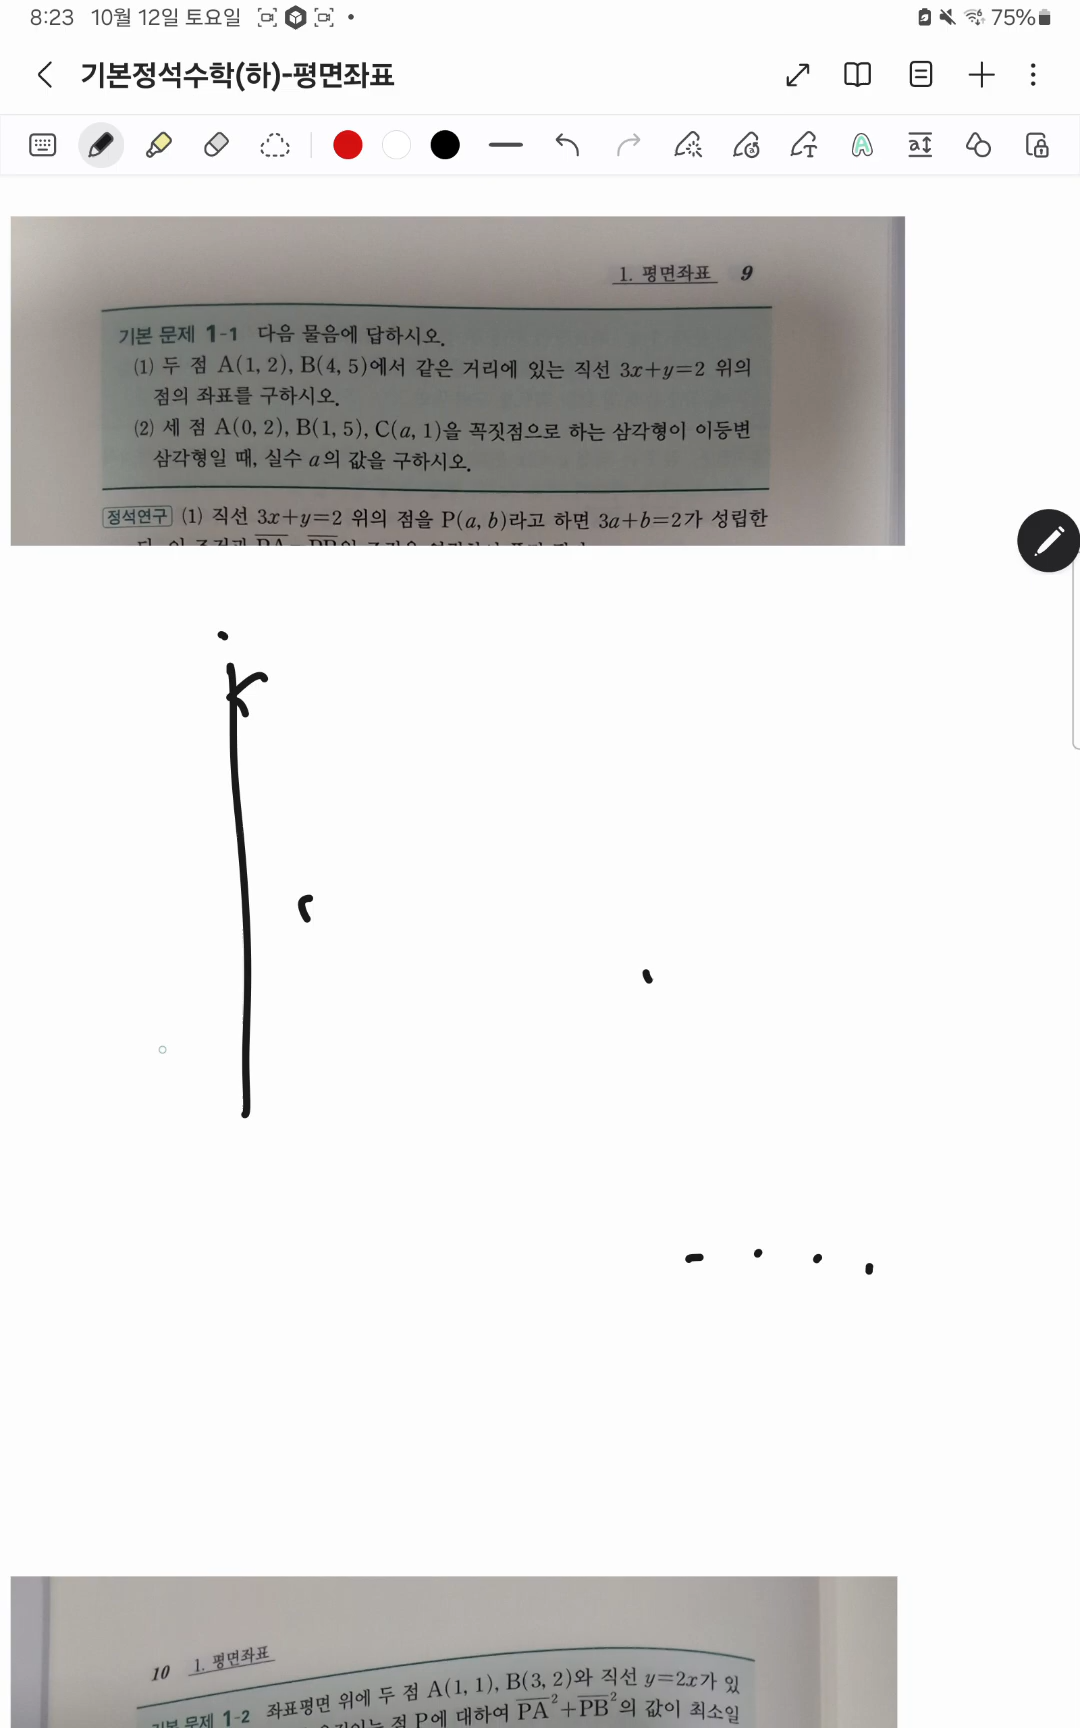 8:23 10월 12일 토요일 75%
기본정석수학(하)-평면좌표
1. 평면좌표 9
기본 문제 1-1 다음 물음에 답하시오.
(1) 두 점 A(1, 2), B(4, 5)에서 같은 거리에 있는 직선 3x+y=2 위의
점의 좌표를 구하시오.
(2) 세 점 A(0, 2), B(1, 5), C(a, 1)을 꼭짓점으로 하는 삼각형이 이등변
삼각형일 때, 실수 a의 값을 구하시오.
정석연구 (1) 직선 3x+y=2 위의 점을 P(a, b)라고 하면 3a+b=2가 성립한
10 1. 평면좌표
기본 문제 1-2 좌표평면 위에 두 점 A(1, 1), B(3, 2)와 직선 y=2x가 있
점 P에 대하여 PA²+PB²의 값이 최소일